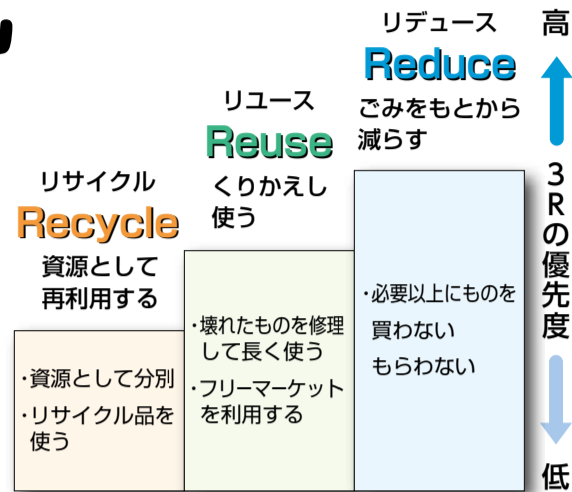 リサイクル
Recycle
資源として
再利用する
・資源として分別
・リサイクル品を
使う
リユース
Reuse
くりかえし
使う
・壊れたものを修理
して長く使う
・フリーマーケット
を利用する
リデュース
Reduce
ごみをもとから
減らす
・必要以上にものを
買わない
もらわない
高
3Rの優先度
低